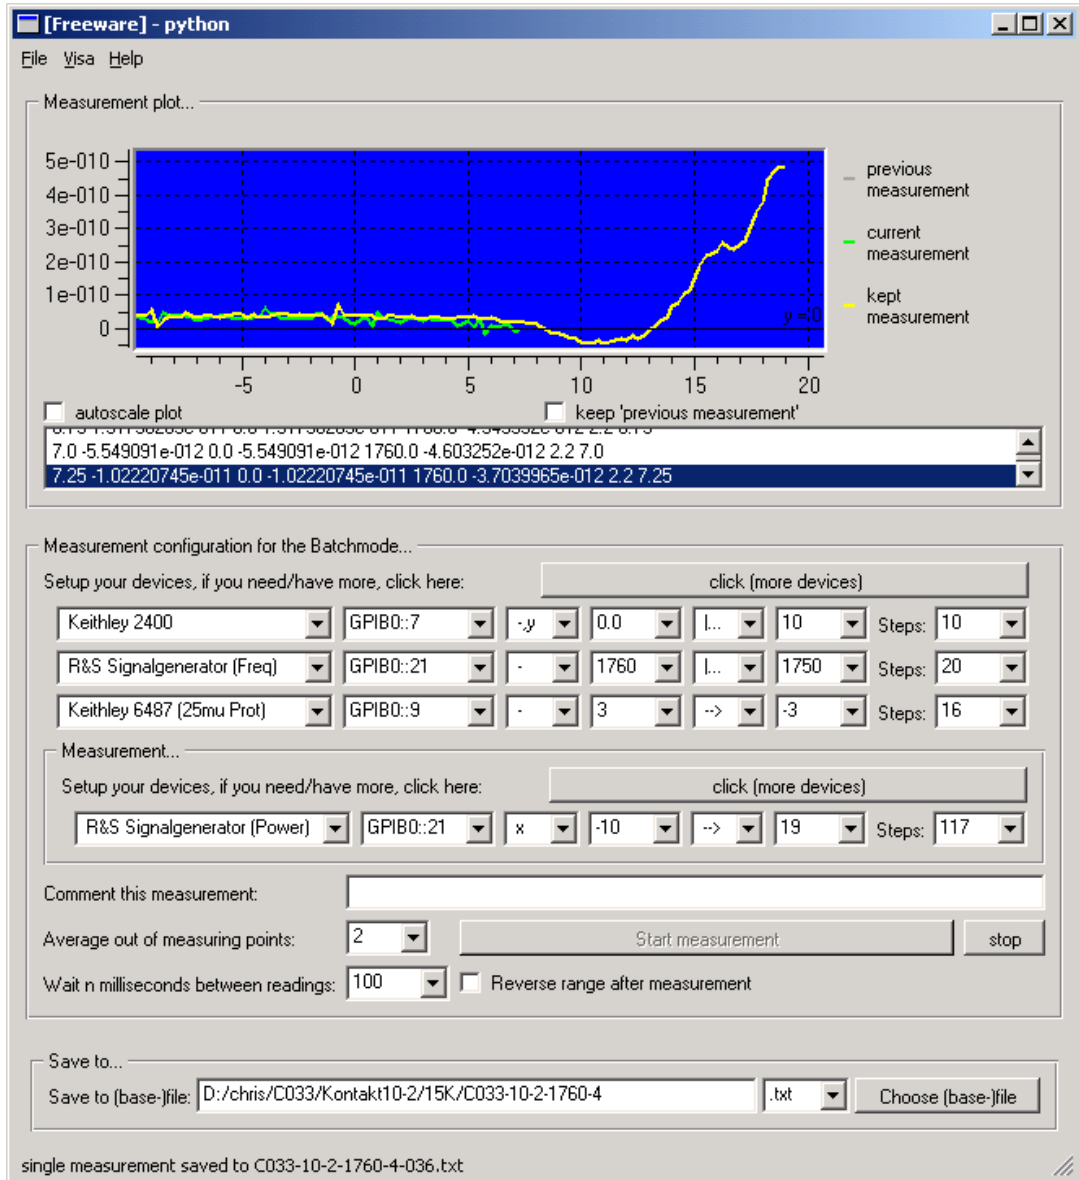 [Freeware] - python
File Visa Help
Measurement plot...
5e-010
4e-010
3e-010
2e-010
1e-010
0
y = 0
-5 0 5 10 15 20
previous
measurement
current
measurement
kept
measurement
autoscale plot keep 'previous measurement'
7.0 -5.549091e-012 0.0 -5.549091e-012 1760.0 -4.603252e-012 2.2 7.0
7.25 -1.02220745e-011 0.0 -1.02220745e-011 1760.0 -3.7039965e-012 2.2 7.25
Measurement configuration for the Batchmode...
Setup your devices, if you need/have more, click here: click (more devices)
Keithley 2400 GPIB0::7 -,y 0.0 |... 10 Steps: 10
R&S Signalgenerator (Freq) GPIB0::21 - 1760 |... 1750 Steps: 20
Keithley 6487 (25mu Prot) GPIB0::9 - 3 --> -3 Steps: 16
Measurement...
Setup your devices, if you need/have more, click here: click (more devices)
R&S Signalgenerator (Power) GPIB0::21 x -10 --> 19 Steps: 117
Comment this measurement:
Average out of measuring points: 2 Start measurement stop
Wait n milliseconds between readings: 100 Reverse range after measurement
Save to...
Save to (base-)file: D:/chris/C033/Kontakt10-2/15K/C033-10-2-1760-4 .txt Choose (base-)file
single measurement saved to C033-10-2-1760-4-036.txt